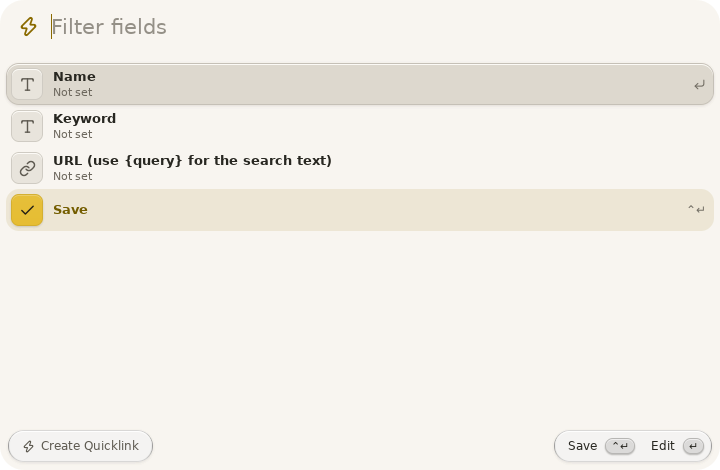 Filter fields
Name
Not set
Keyword
Not set
URL (use {query} for the search text)
Not set
Save
Create Quicklink
Save
Edit